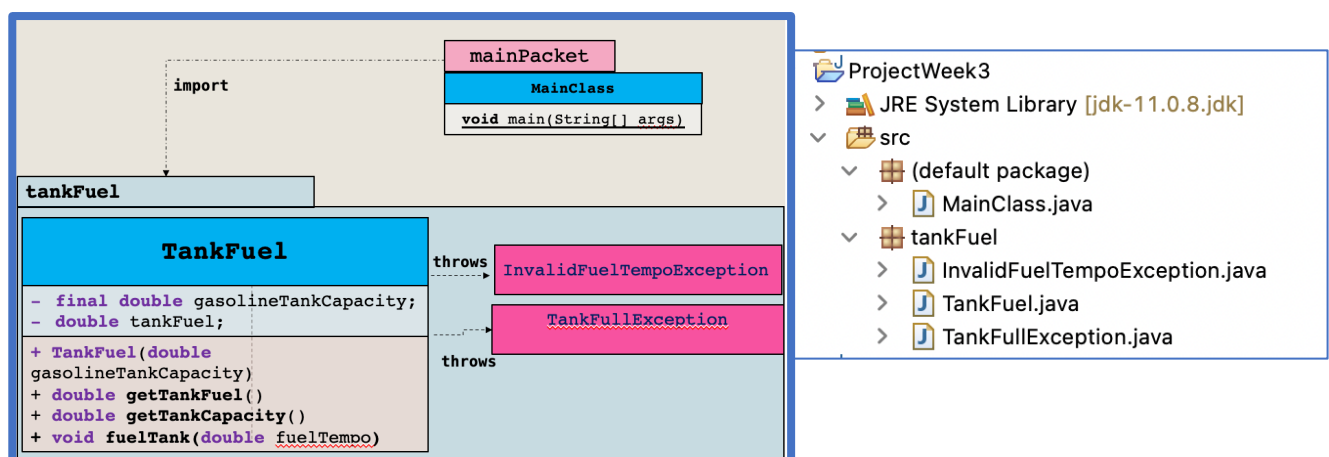 mainPacket
import
MainClass
void main(String[] args)
tankFuel
TankFuel
- final double gasolineTankCapacity;
- double tankFuel;
+ TankFuel(double
gasolineTankCapacity)
+ double getTankFuel()
+ double getTankCapacity()
+ void fuelTank(double fuelTempo)
throws
InvalidFuelTempoException
TankFullException
throws
ProjectWeek3
JRE System Library [jdk-11.0.8.jdk]
src
(default package)
MainClass.java
tankFuel
InvalidFuelTempoException.java
TankFuel.java
TankFullException.java